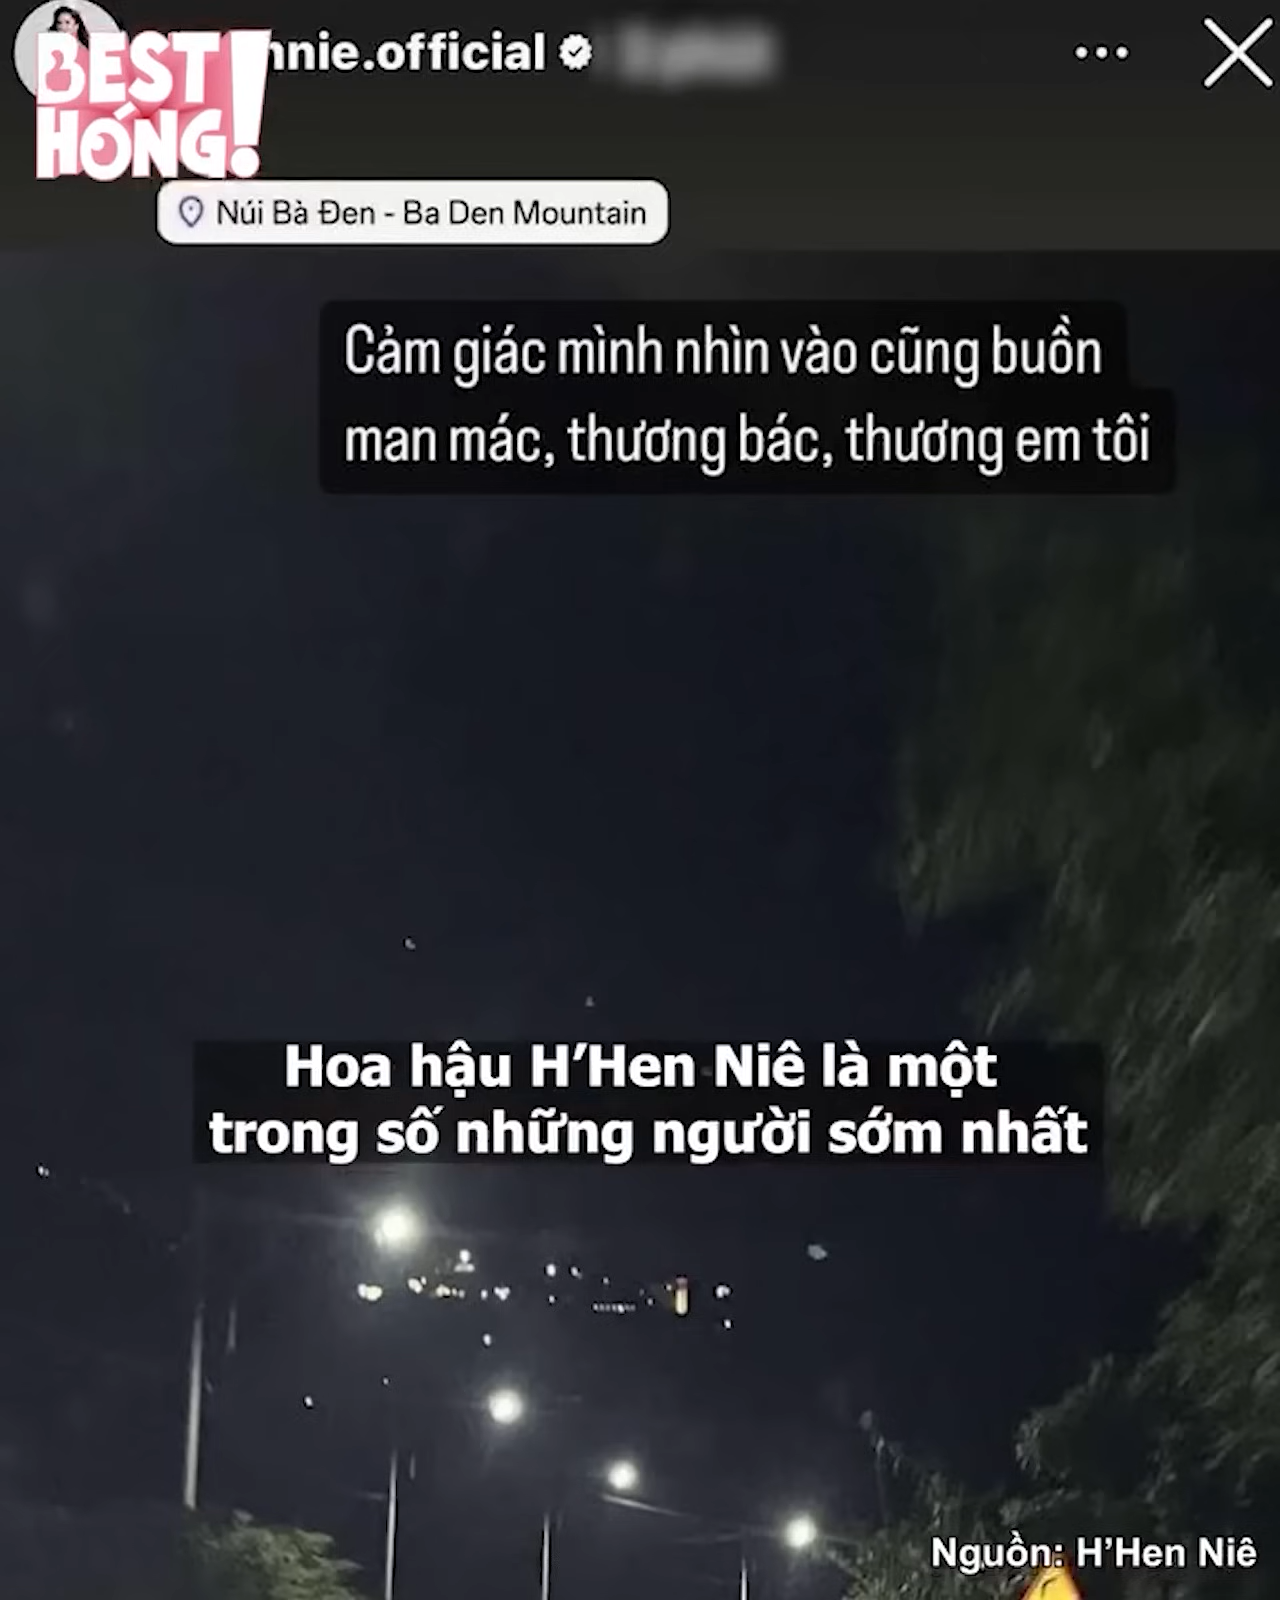 BEST
HÓNG!
nnie.official
Núi Bà Đen - Ba Den Mountain
Cảm giác mình nhìn vào cũng buồn
man mác, thương bác, thương em tôi
Hoa hậu H'Hen Niê là một
trong số những người sớm nhất
Nguồn: H'Hen Niê